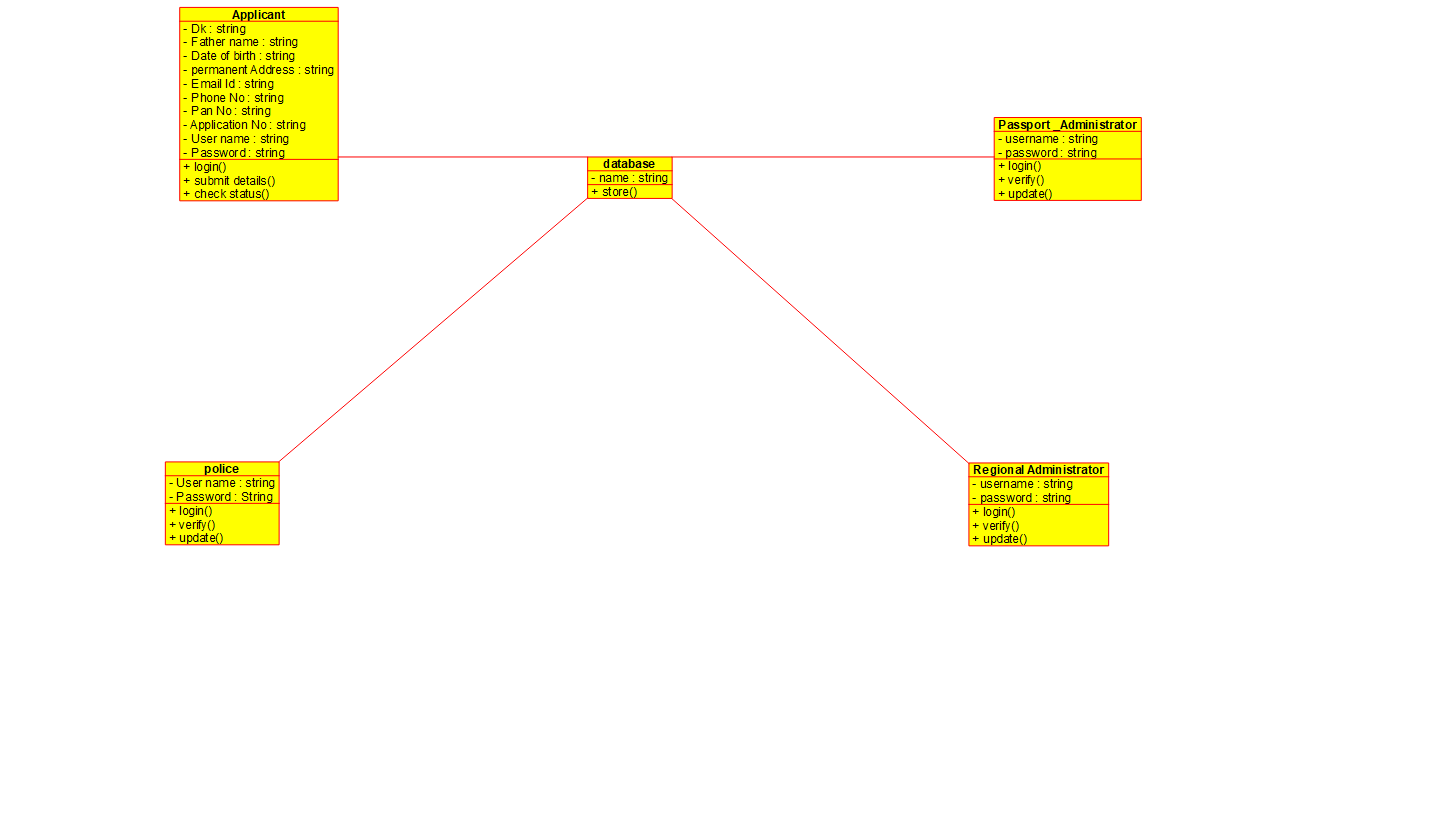 Applicant
- Dk : string
- Father name : string
- Date of birth : string
- permanent Address : string
- Email Id : string
- Phone No : string
- Pan No : string
- Application No : string
- User name : string
- Password : string
+ login()
+ submit details()
+ check status()
database
- name : string
+ store()
Passport _Administrator
- username : string
- password : string
+ login()
+ verify()
+ update()
police
- User name : string
- Password : String
+ login()
+ verify()
+ update()
Regional Administrator
- username : string
- password : string
+ login()
+ verify()
+ update()